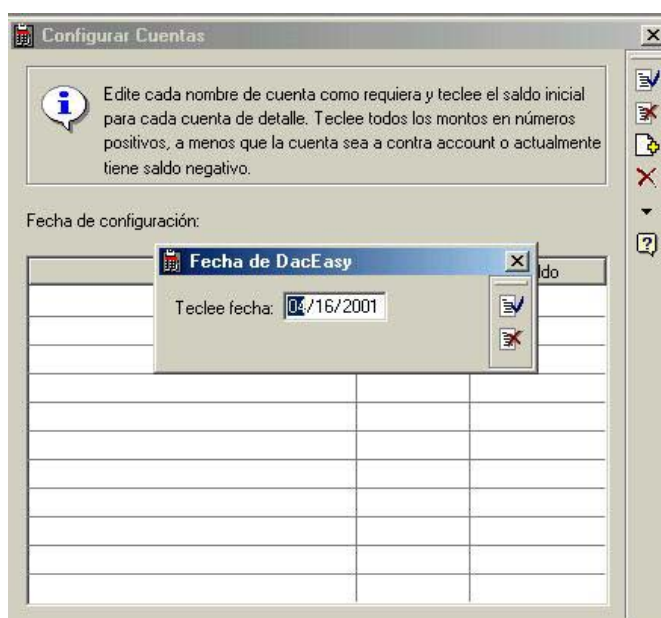 Configurar Cuentas
Edite cada nombre de cuenta como requiera y teclee el saldo inicial
para cada cuenta de detalle. Teclee todos los montos en números
positivos, a menos que la cuenta sea a contra account o actualmente
tiene saldo negativo.
Fecha de configuración:
Fecha de DacEasy
Teclee fecha: 04/16/2001